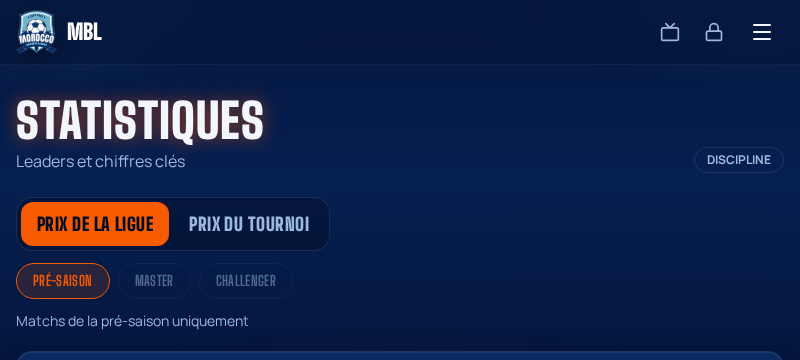 MOROCCO
MBL
STATISTIQUES
Leaders et chiffres clés
DISCIPLINE
PRIX DE LA LIGUE
PRIX DU TOURNOI
PRÉ-SAISON
MASTER
CHALLENGER
Matchs de la pré-saison uniquement